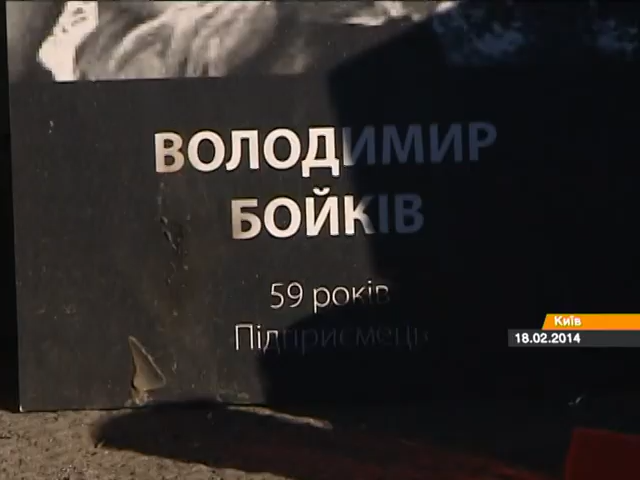 ВОЛОДИМИР
БОЙКІВ
59 років
Підприємець
Київ
18.02.2014